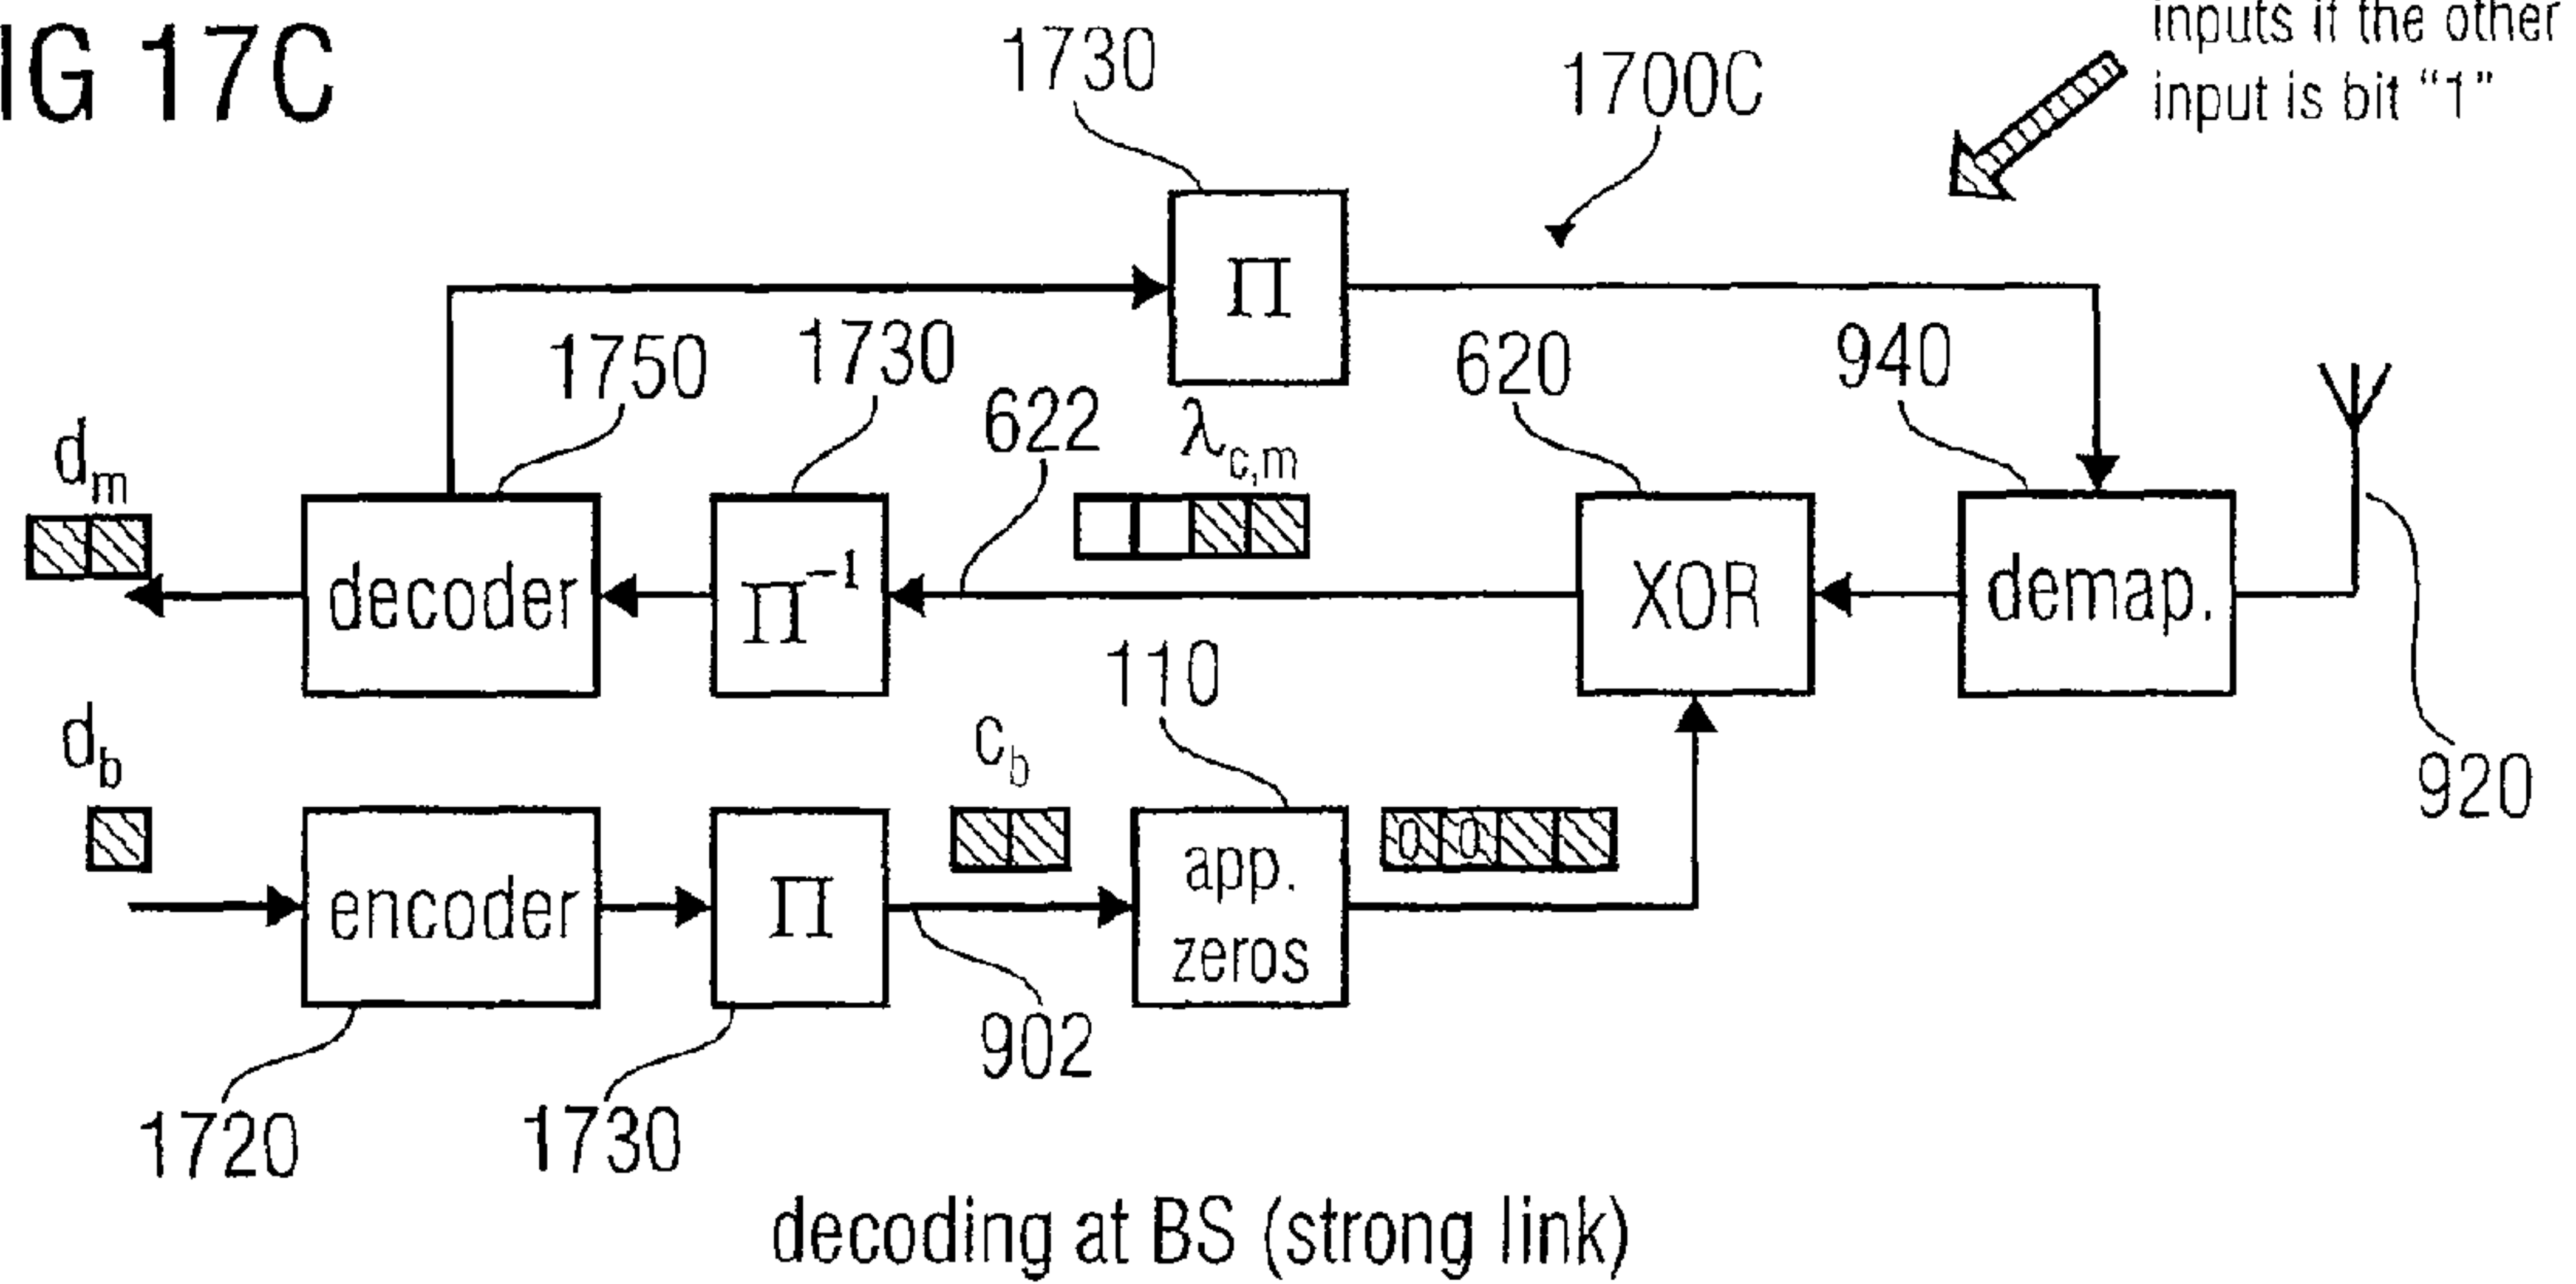 IG 17C
inputs if the other
input is bit "1"
1730
1700C
Π
1750
1730
622
λc,m
620
940
dm
decoder
Π-1
XOR
demap.
920
db
cb
110
0 0
encoder
Π
app.
zeros
902
1720
1730
decoding at BS (strong link)